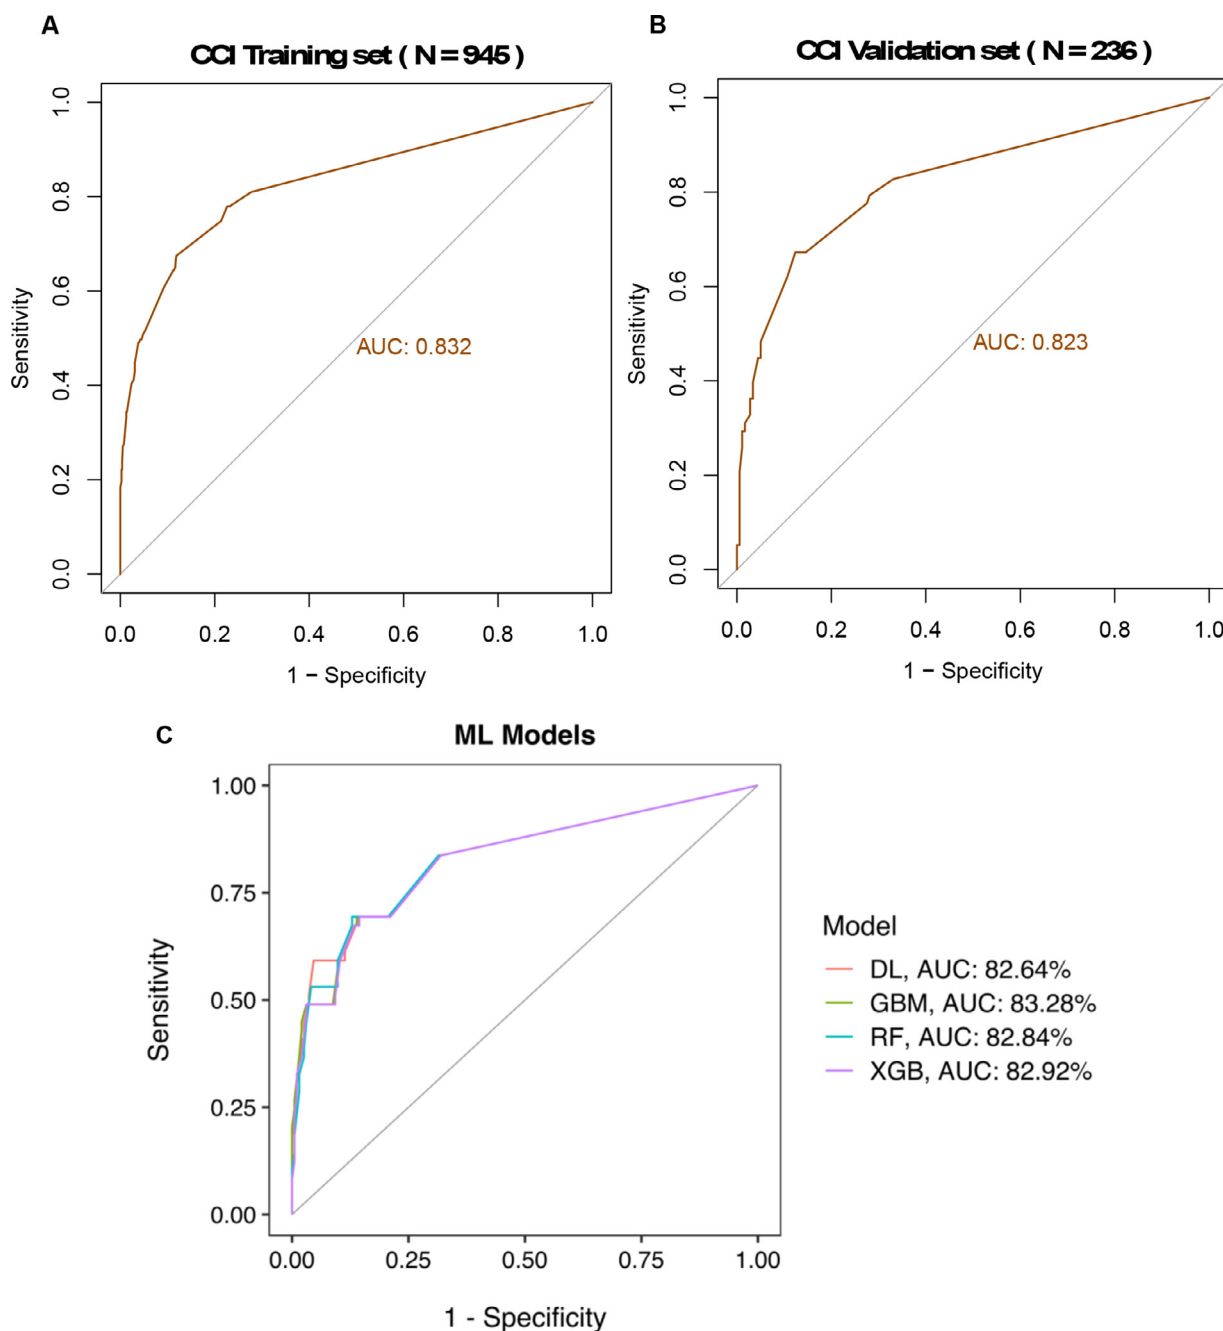 A
CCI Training set ( N = 945 )
1.0
0.8
0.6
0.4
0.2
0.0
Sensitivity
AUC: 0.832
0.0 0.2 0.4 0.6 0.8 1.0
1 − Specificity
B
CCI Validation set ( N = 236 )
1.0
0.8
0.6
0.4
0.2
0.0
Sensitivity
AUC: 0.823
0.0 0.2 0.4 0.6 0.8 1.0
1 − Specificity
C
ML Models
1.00
0.75
0.50
0.25
0.00
Sensitivity
0.00 0.25 0.50 0.75 1.00
1 - Specificity
Model
DL, AUC: 82.64%
GBM, AUC: 83.28%
RF, AUC: 82.84%
XGB, AUC: 82.92%